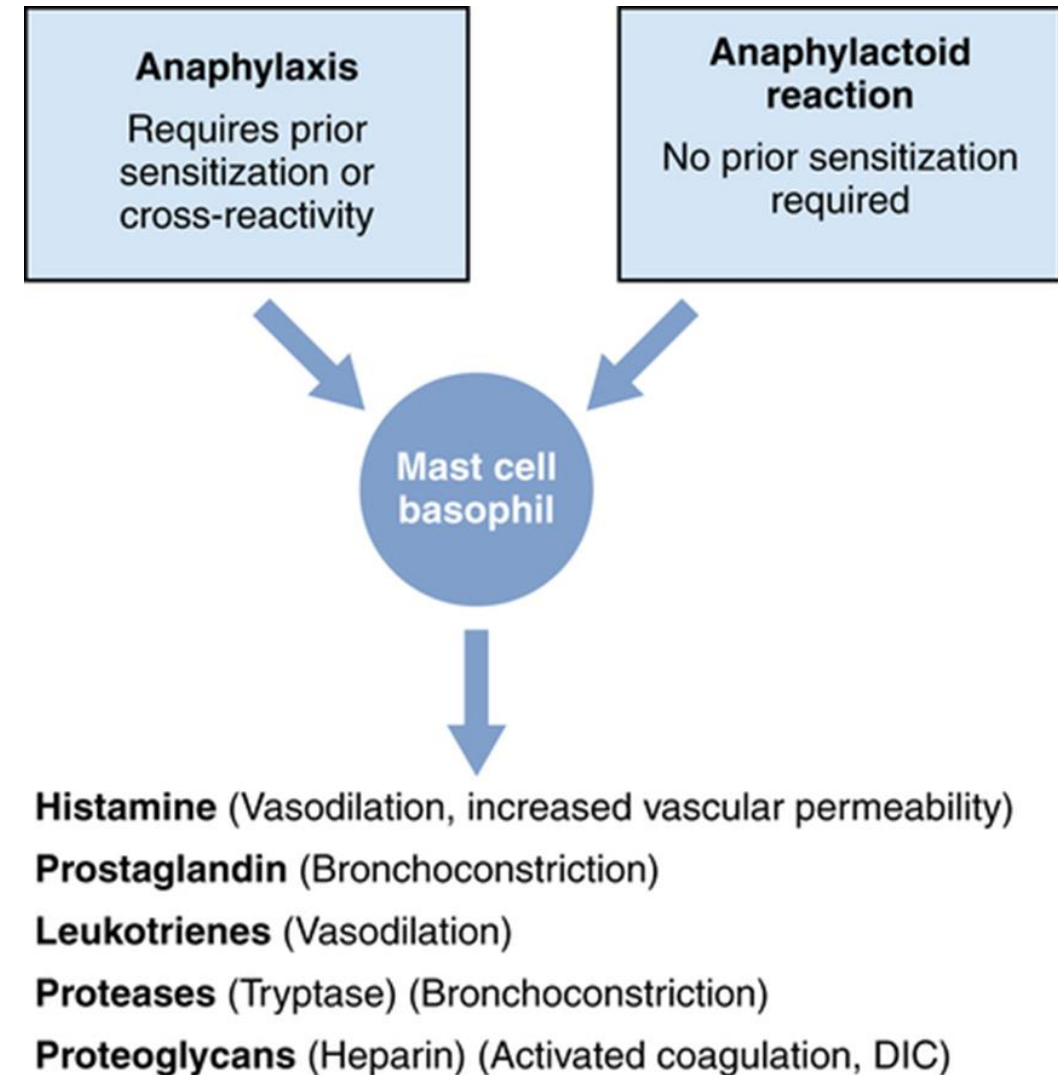 Anaphylaxis
Requires prior
sensitization or
cross-reactivity
Anaphylactoid
reaction
No prior sensitization
required
Mast cell
basophil
Histamine (Vasodilation, increased vascular permeability)
Prostaglandin (Bronchoconstriction)
Leukotrienes (Vasodilation)
Proteases (Tryptase) (Bronchoconstriction)
Proteoglycans (Heparin) (Activated coagulation, DIC)